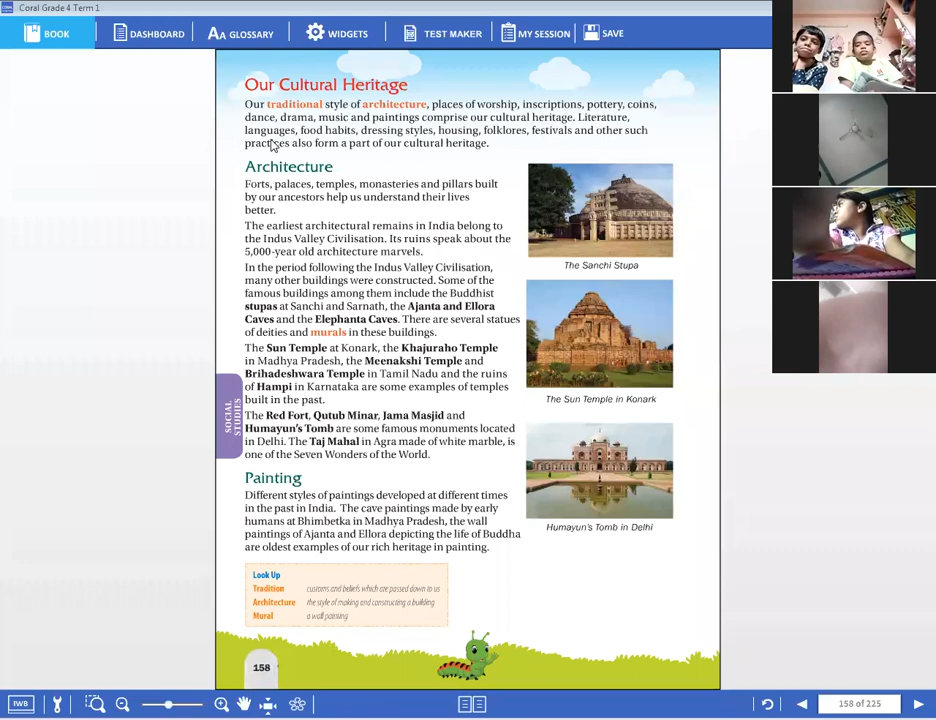 Coral Grade 4 Term 1
BOOK
DASHBOARD
AA GLOSSARY
WIDGETS
TEST MAKER
MY SESSION
SAVE
Our Cultural Heritage
Our traditional style of architecture, places of worship, inscriptions, pottery, coins,
dance, drama, music and paintings comprise our cultural heritage. Literature,
languages, food habits, dressing styles, housing, folklores, festivals and other such
practices also form a part of our cultural heritage.
Architecture
Forts, palaces, temples, monasteries and pillars built
by our ancestors help us understand their lives
better.
The earliest architectural remains in India belong to
the Indus Valley Civilisation. Its ruins speak about the
5,000-year old architecture marvels.
In the period following the Indus Valley Civilisation,
many other buildings were constructed. Some of the
famous buildings among them include the Buddhist
stupas at Sanchi and Sarnath, the Ajanta and Ellora
Caves and the Elephanta Caves. There are several statues
of deities and murals in these buildings.
The Sun Temple at Konark, the Khajuraho Temple
in Madhya Pradesh, the Meenakshi Temple and
Brihadeshwara Temple in Tamil Nadu and the ruins
of Hampi in Karnataka are some examples of temples
built in the past.
The Red Fort, Qutub Minar, Jama Masjid and
Humayun's Tomb are some famous monuments located
in Delhi. The Taj Mahal in Agra made of white marble, is
one of the Seven Wonders of the World.
The Sanchi Stupa
The Sun Temple in Konark
Humayun's Tomb in Delhi
SOCIAL
STUDIES
Painting
Different styles of paintings developed at different times
in the past in India. The cave paintings made by early
humans at Bhimbetka in Madhya Pradesh, the wall
paintings of Ajanta and Ellora depicting the life of Buddha
are oldest examples of our rich heritage in painting.
Look Up
Tradition customs and beliefs which are passed down to us
Architecture the style of making and constructing a building
Mural a wall painting
158
IWB
158 of 225